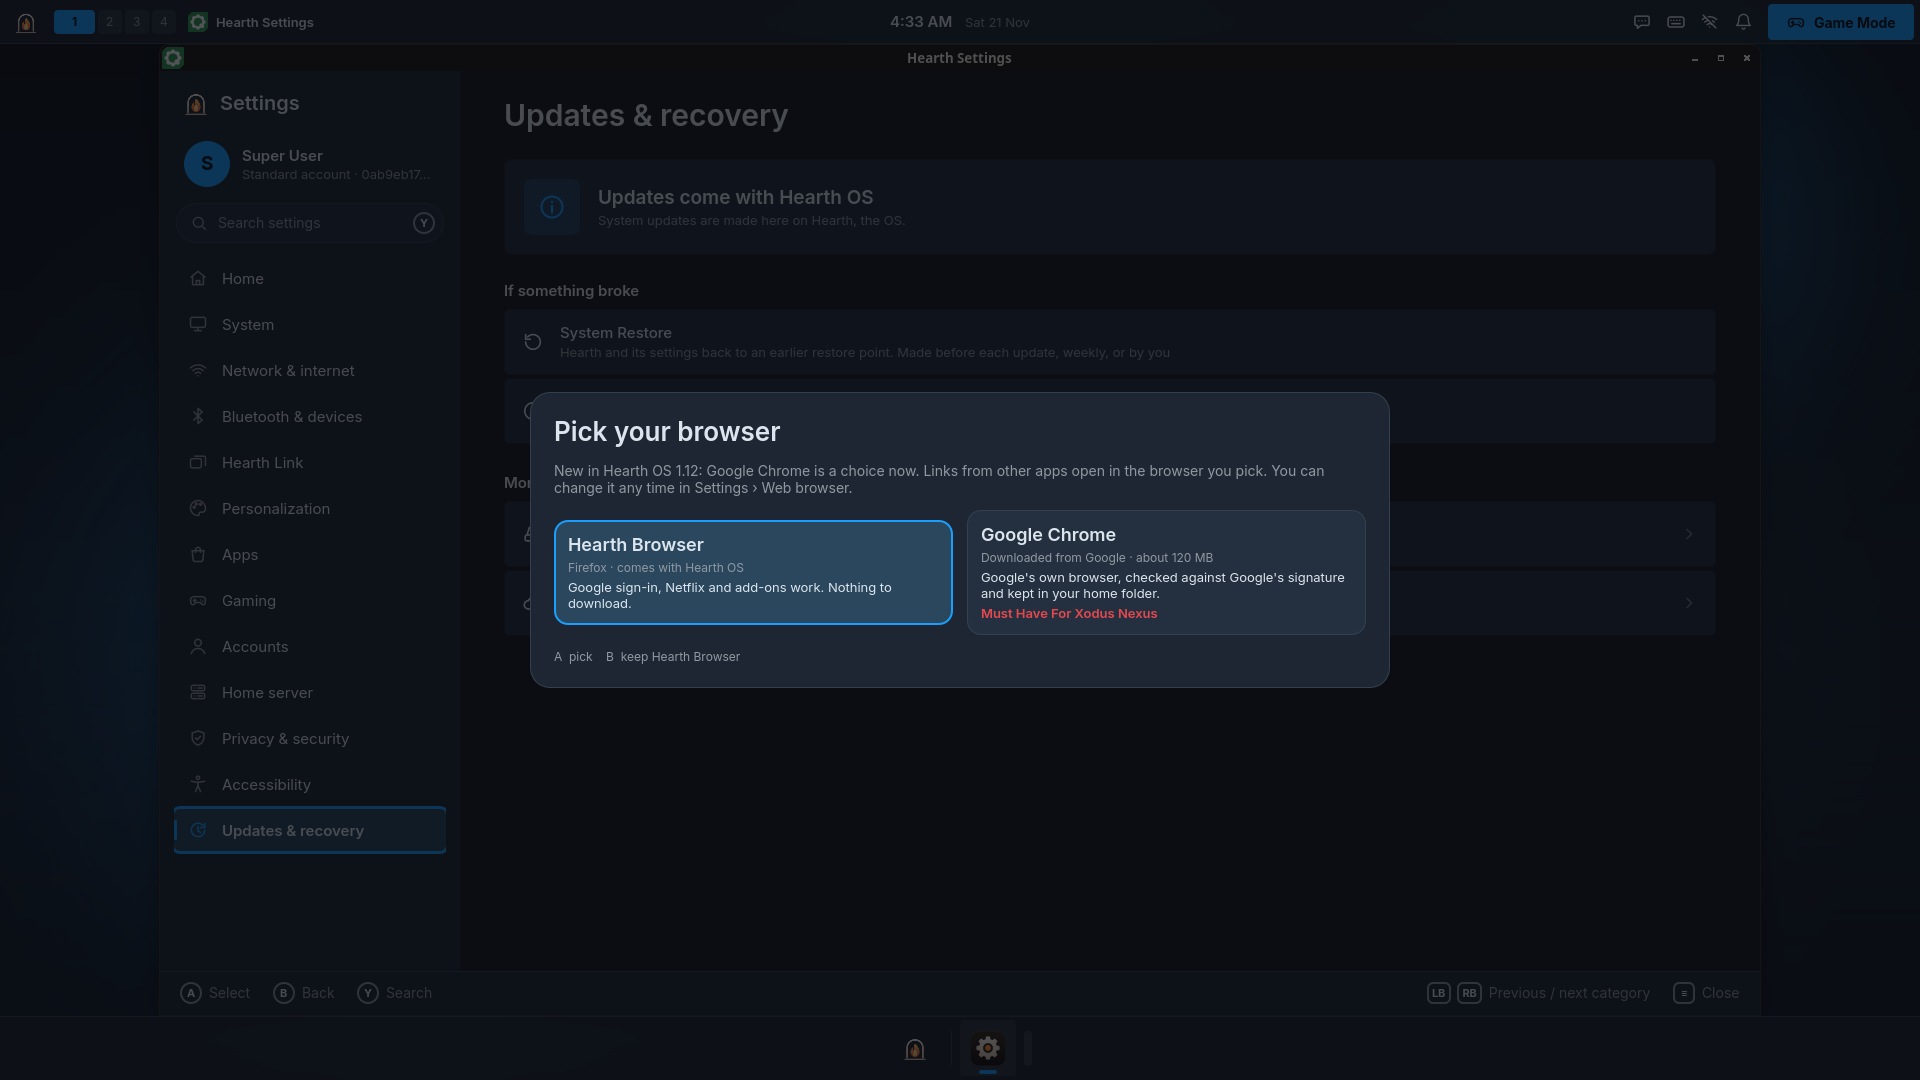 1 2 3 4 Hearth Settings 4:33 AM Sat 21 Nov Game Mode
Hearth Settings
Settings
S Super User
Standard account · 0ab9eb17...
Search settings Y
Home
System
Network & internet
Bluetooth & devices
Hearth Link
Personalization
Apps
Gaming
Accounts
Home server
Privacy & security
Accessibility
Updates & recovery
Updates & recovery
Updates come with Hearth OS
System updates are made here on Hearth, the OS.
If something broke
System Restore
Hearth and its settings back to an earlier restore point. Made before each update, weekly, or by you
Pick your browser
New in Hearth OS 1.12: Google Chrome is a choice now. Links from other apps open in the browser you pick. You can
change it any time in Settings › Web browser.
Hearth Browser
Firefox · comes with Hearth OS
Google sign-in, Netflix and add-ons work. Nothing to
download.
Google Chrome
Downloaded from Google · about 120 MB
Google's own browser, checked against Google's signature
and kept in your home folder.
Must Have For Xodus Nexus
A pick B keep Hearth Browser
A Select B Back Y Search LB RB Previous / next category Close